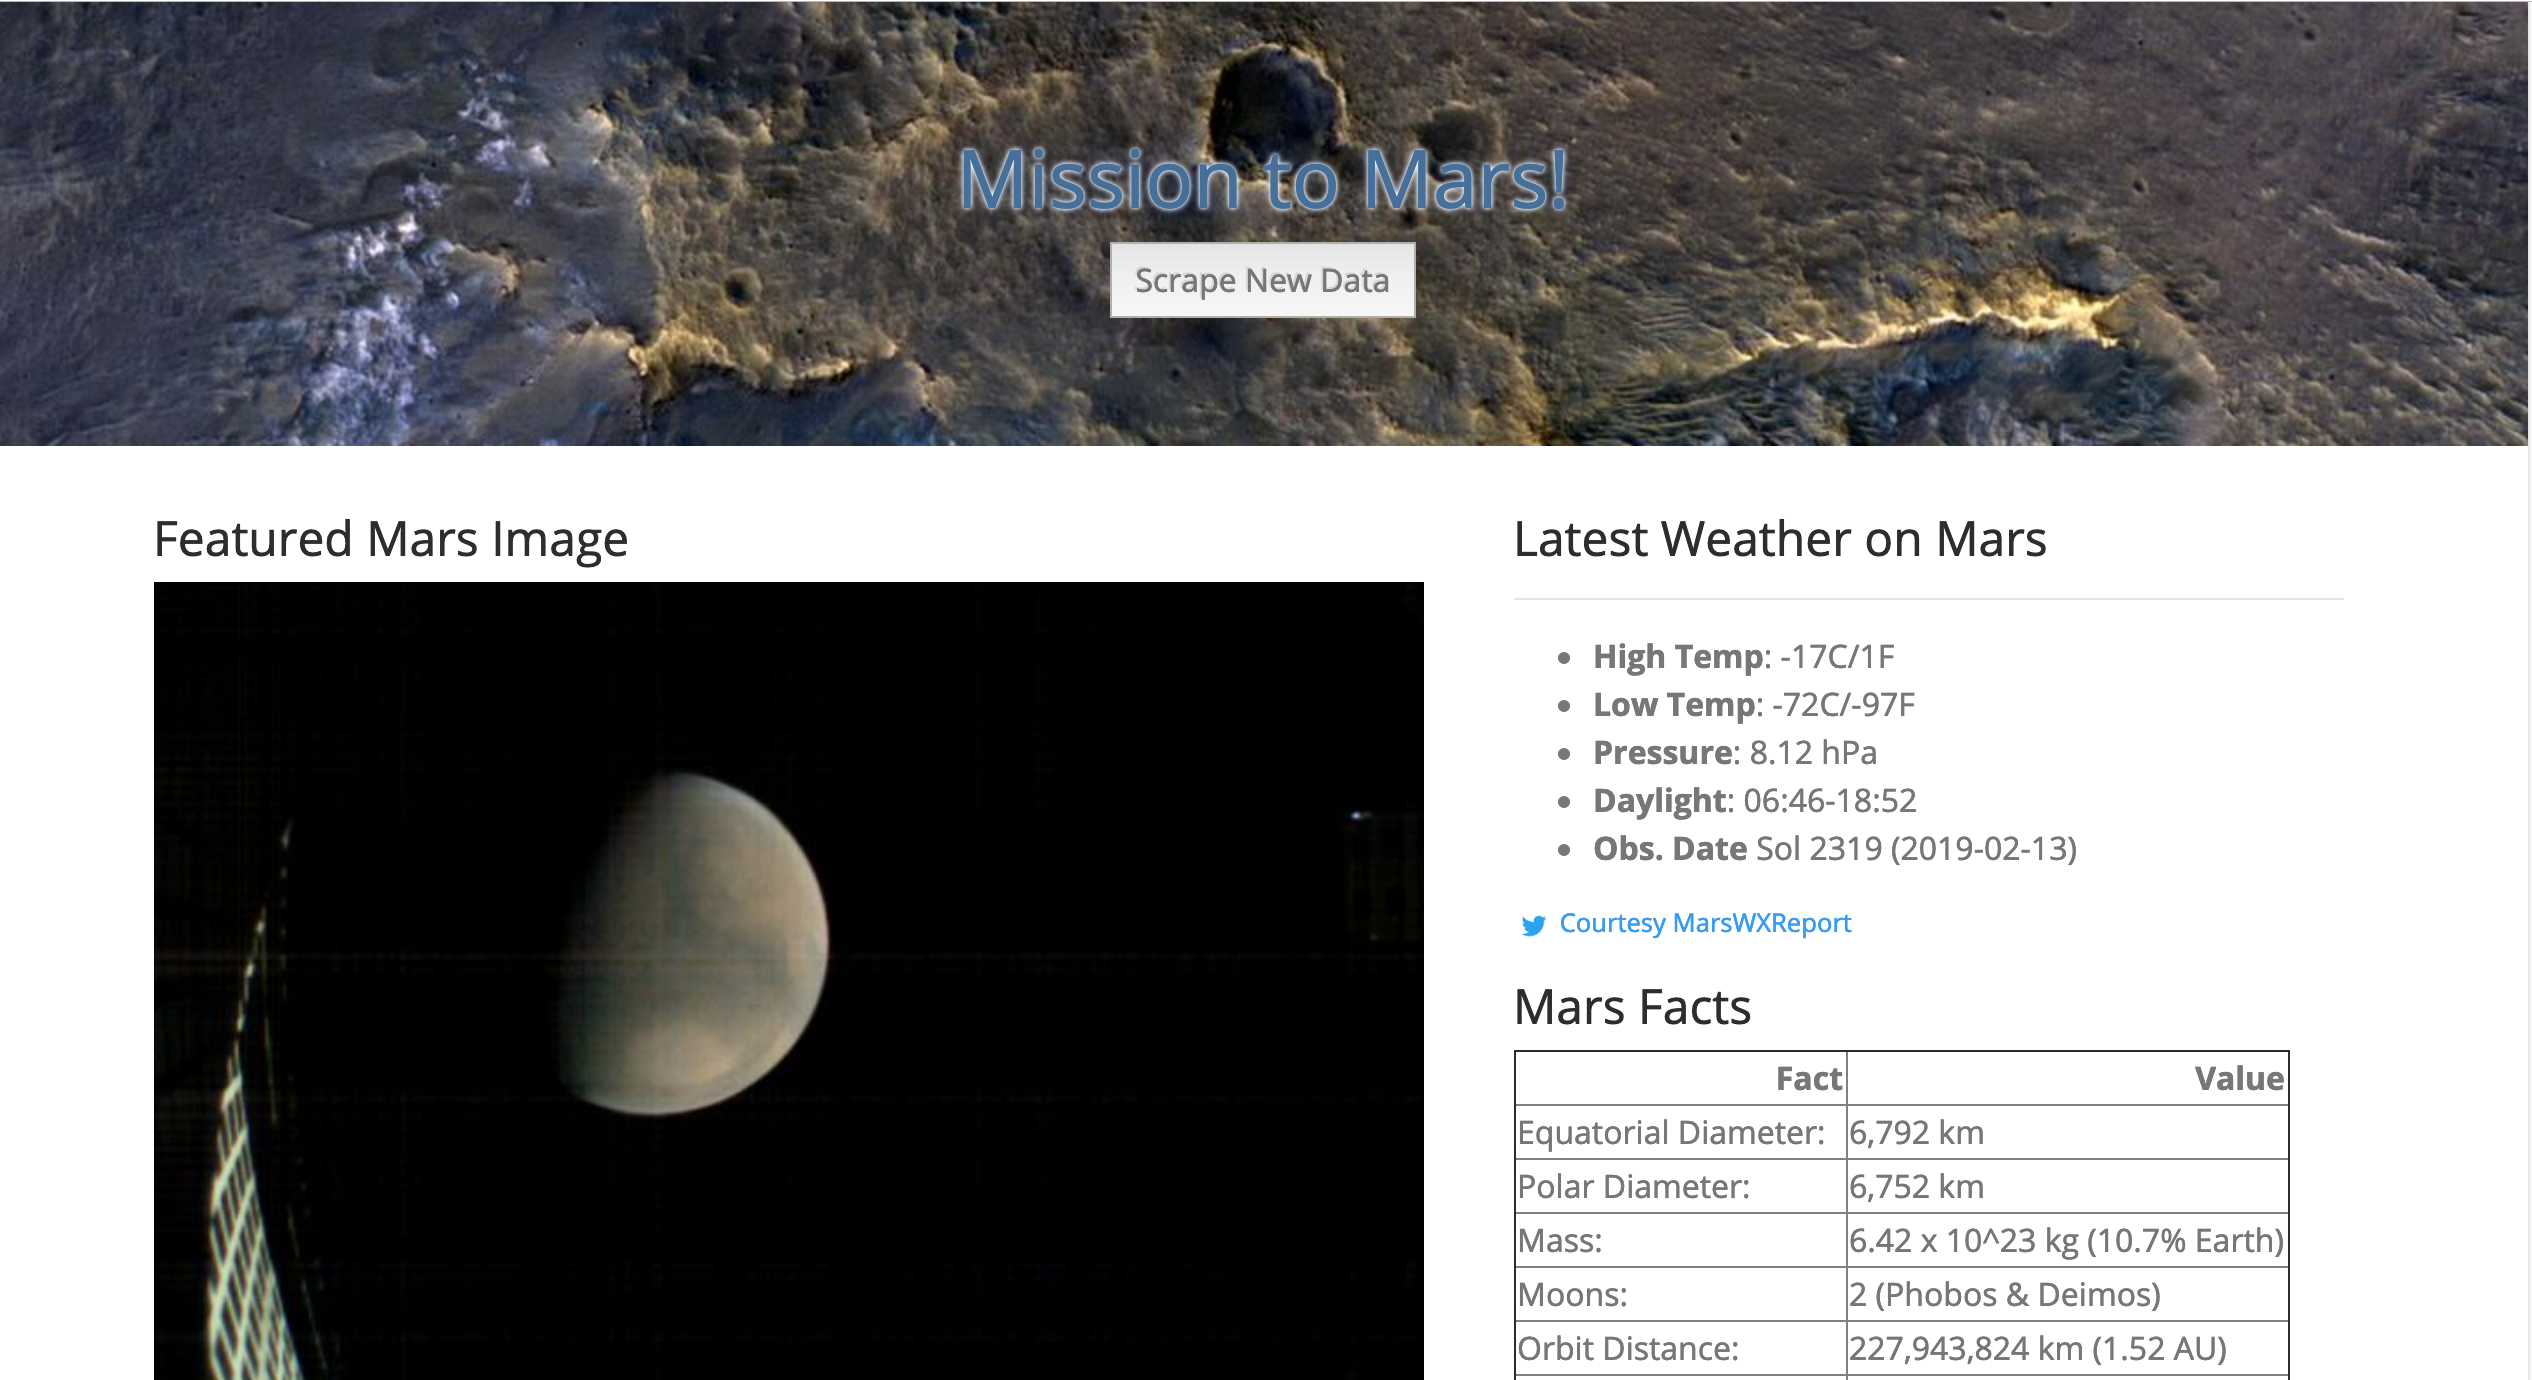 Mission to Mars!
Scrape New Data
Featured Mars Image
Latest Weather on Mars
High Temp: -17C/1F
Low Temp: -72C/-97F
Pressure: 8.12 hPa
Daylight: 06:46-18:52
Obs. Date Sol 2319 (2019-02-13)
Courtesy MarsWXReport
Mars Facts
Fact Value
Equatorial Diameter: 6,792 km
Polar Diameter: 6,752 km
Mass: 6.42 x 10^23 kg (10.7% Earth)
Moons: 2 (Phobos & Deimos)
Orbit Distance: 227,943,824 km (1.52 AU)